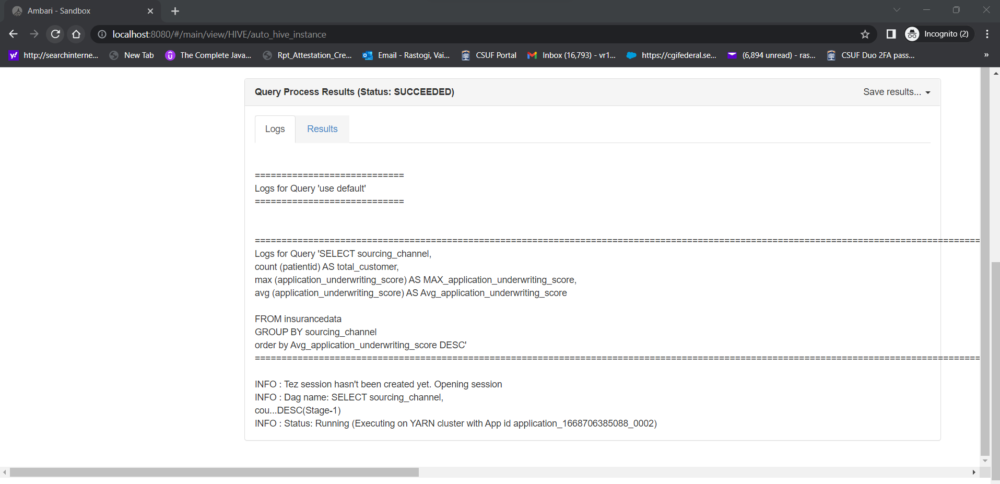 Ambari - Sandbox
localhost:8080/#/main/view/HIVE/auto_hive_instance
Incognito (2)
http://searchinterne...
New Tab
The Complete Java...
Rpt_Attestation_Cre...
Email - Rastogi, Vai...
CSUF Portal
Inbox (16,793) - vr1...
https://cgifederal.se...
(6,894 unread) - ras...
CSUF Duo 2FA pass...
»
Query Process Results (Status: SUCCEEDED)
Save results...
Logs
Results
============================
Logs for Query 'use default'
============================
========================================================================================================================================
Logs for Query 'SELECT sourcing_channel,
count (patientid) AS total_customer,
max (application_underwriting_score) AS MAX_application_underwriting_score,
avg (application_underwriting_score) AS Avg_application_underwriting_score
FROM insurancedata
GROUP BY sourcing_channel
order by Avg_application_underwriting_score DESC'
========================================================================================================================================
INFO : Tez session hasn't been created yet. Opening session
INFO : Dag name: SELECT sourcing_channel,
cou...DESC(Stage-1)
INFO : Status: Running (Executing on YARN cluster with App id application_1668706385088_0002)